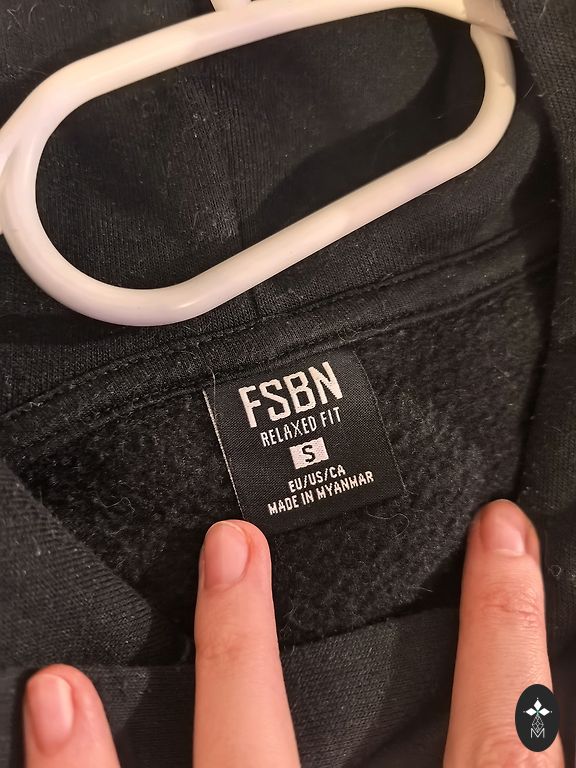 FSBN
RELAXED FIT
S
EU/US/CA
MADE IN MYANMAR